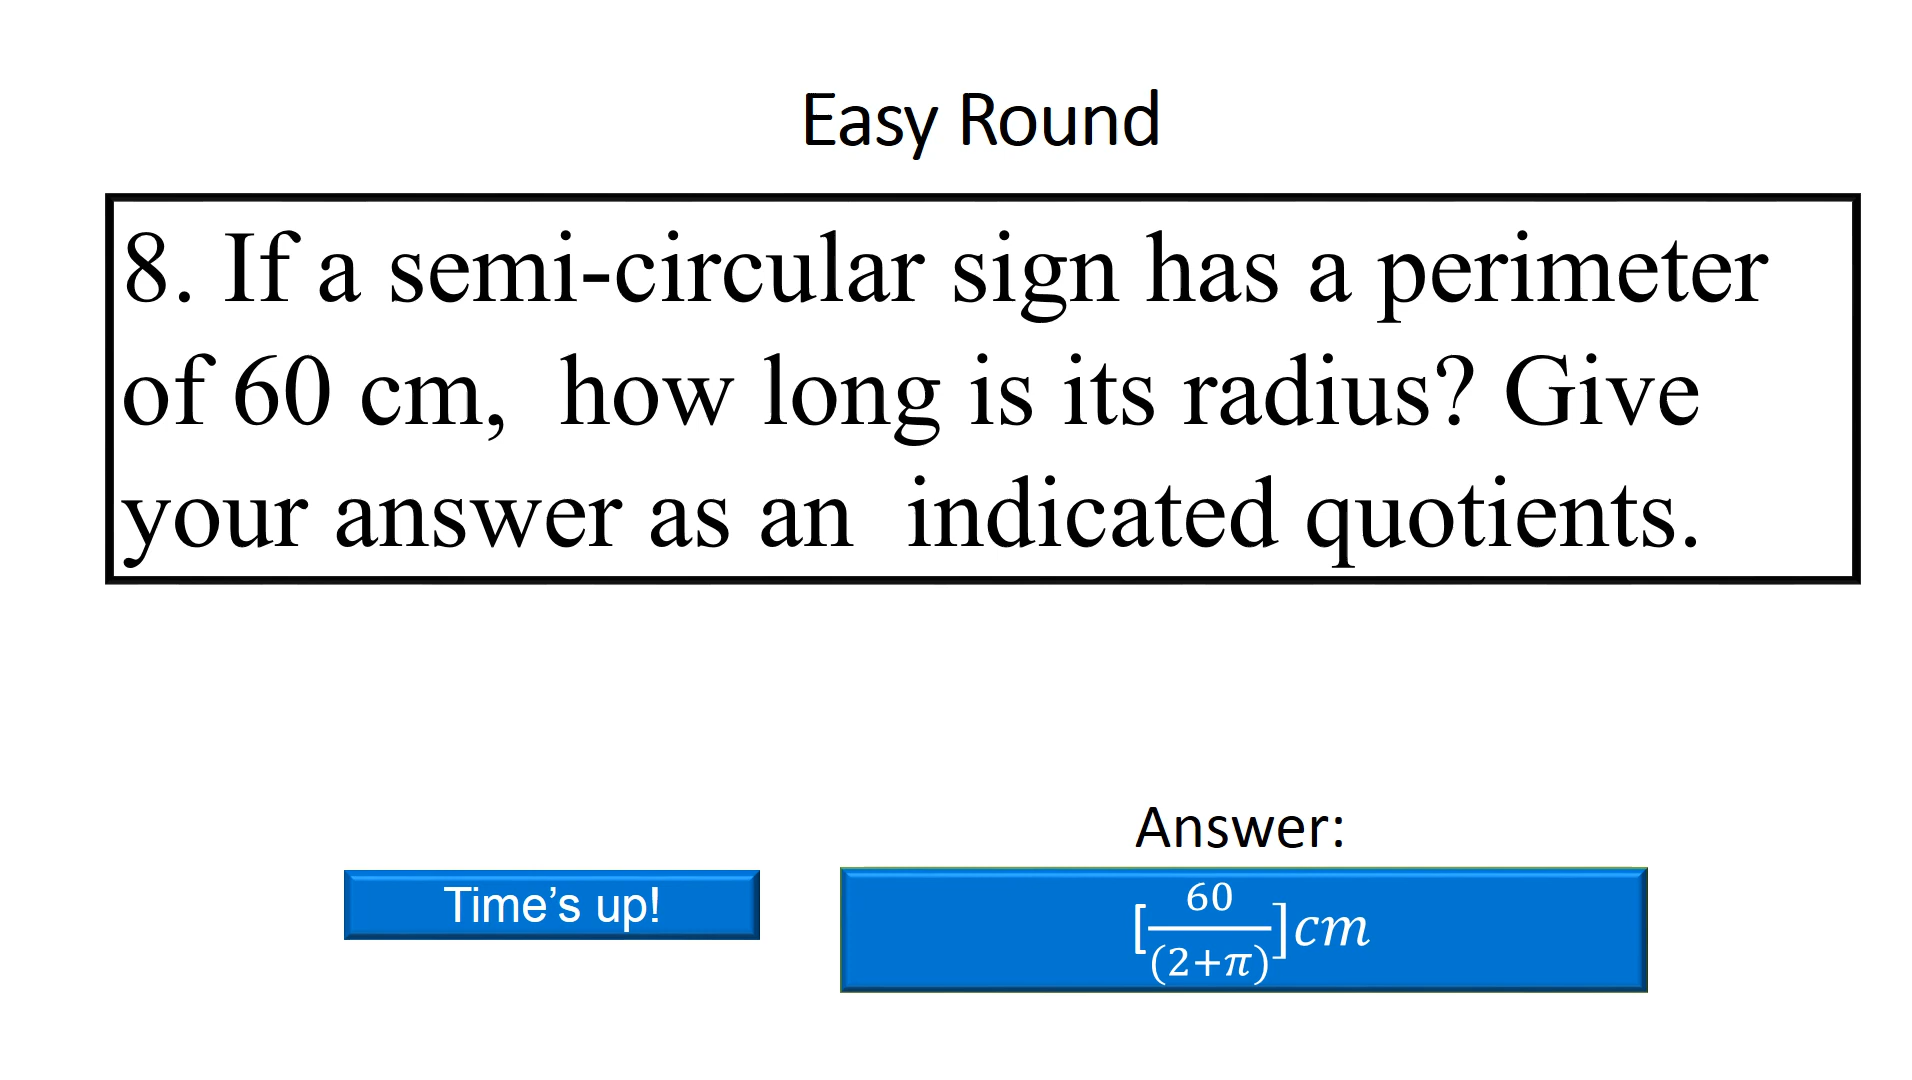 Easy Round
8. If a semi-circular sign has a perimeter
of 60 cm,  how long is its radius? Give
your answer as an  indicated quotients.
Answer:
Time’s up!
[60/(2+π)]cm